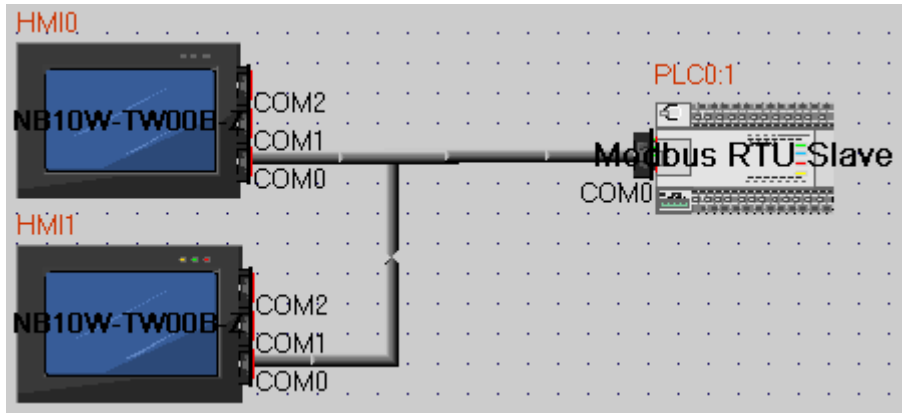 HMI0
NB10W-TW00B-Z
COM2
COM1
COM0
PLC0:1
Modbus RTU Slave
COM0
HMI1
NB10W-TW00B-Z
COM2
COM1
COM0